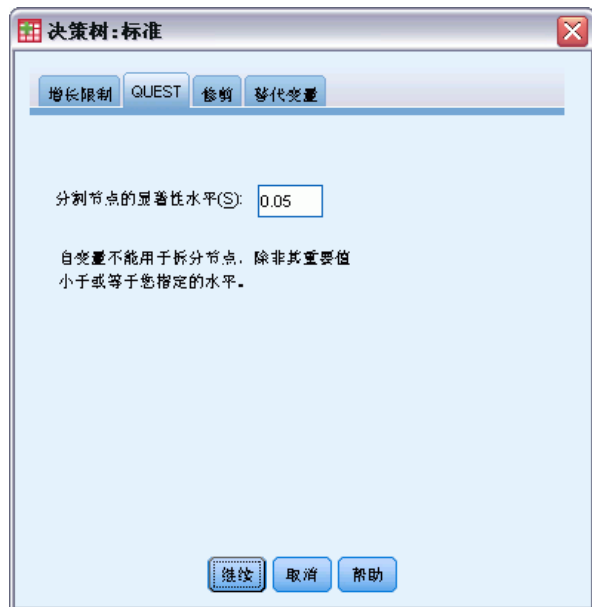 决策树:标准
增长限制 QUEST 修剪 替代变量
分割节点的显著性水平(S): 0.05
自变量不能用于拆分节点，除非其重要值
小于或等于您指定的水平。
继续 取消 帮助